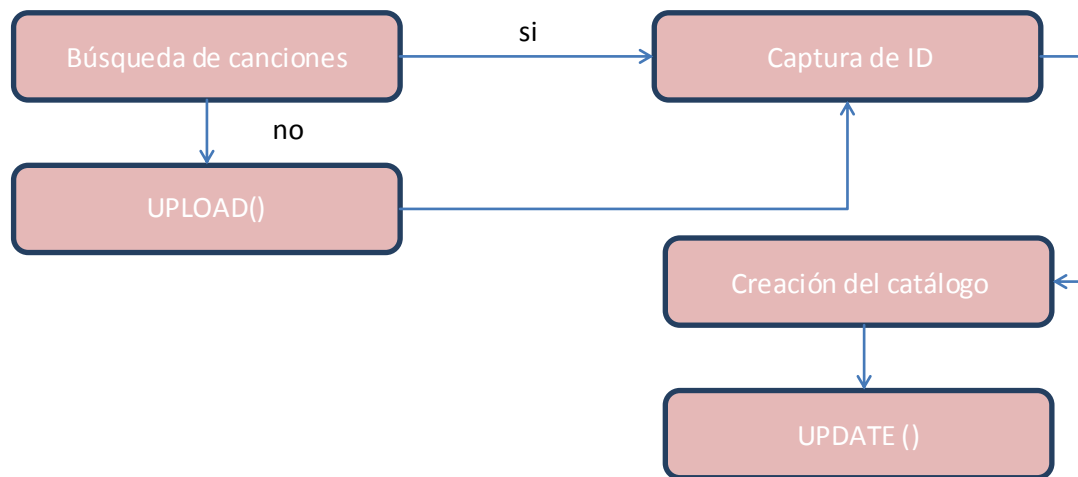 Búsqueda de canciones
si
Captura de ID
no
UPLOAD()
Creación del catálogo
UPDATE ()